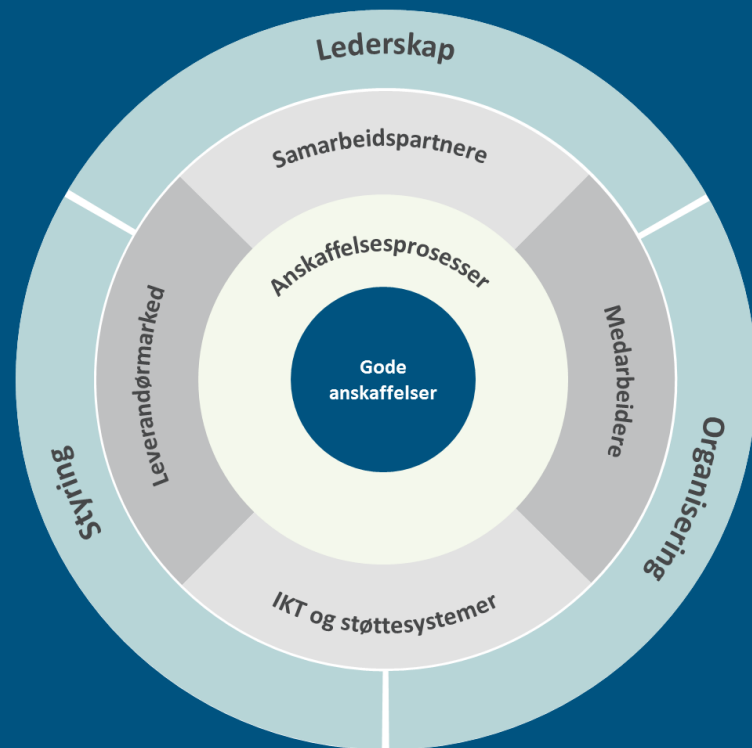 Lederskap
Samarbeidspartnere
Anskaffelsesprosesser
Leverandørmarked
Medarbeidere
Gode
anskaffelser
Styring
Organisering
IKT og støttesystemer